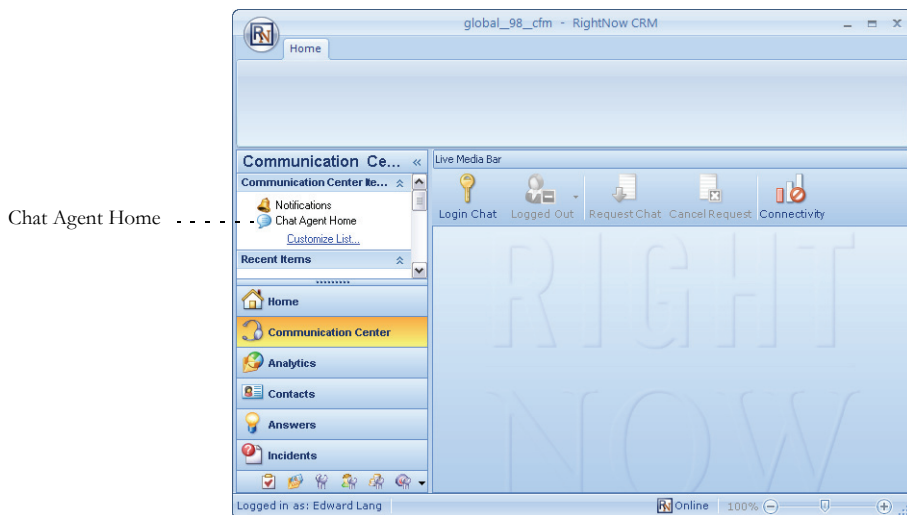 global_98_cfm - RightNow CRM
RN
Home
Communication Ce... «
Communication Center Ite...
Notifications
Chat Agent Home
Customize List...
Recent Items
Home
Communication Center
Analytics
Contacts
Answers
Incidents
Live Media Bar
Login Chat
Logged Out
Request Chat
Cancel Request
Connectivity
RIGHT
NOW
Chat Agent Home
Logged in as: Edward Lang
RN Online 100%